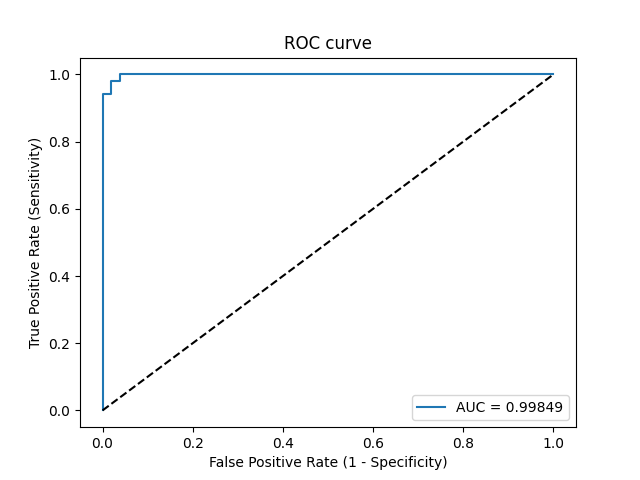 ROC curve
True Positive Rate (Sensitivity)
1.0
0.8
0.6
0.4
0.2
0.0
AUC = 0.99849
0.0 0.2 0.4 0.6 0.8 1.0
False Positive Rate (1 - Specificity)